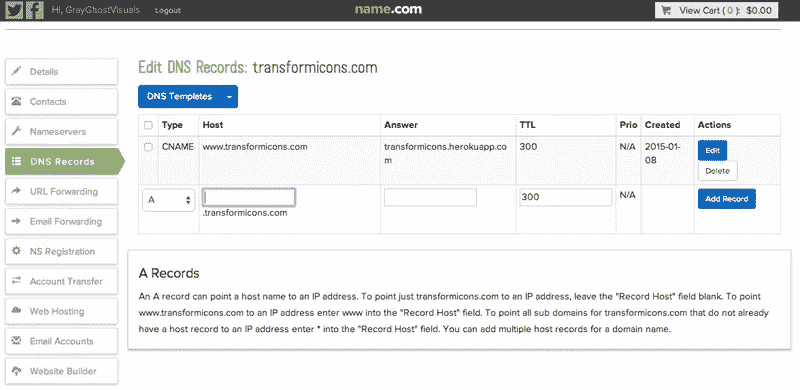 Hi, GrayGhostVisuals
Logout
name.com
View Cart ( 0 ): $0.00
Edit DNS Records: transformicons.com
DNS Templates
Details
Contacts
Nameservers
DNS Records
URL Forwarding
Email Forwarding
NS Registration
Account Transfer
Web Hosting
Email Accounts
Website Builder
Type Host Answer TTL Prio Created Actions
CNAME www.transformicons.com transformicons.herokuapp.c 300 N/A 2015-01- Edit
om 08
Delete
A 300 N/A Add Record
.transformicons.com
A Records
An A record can point a host name to an IP address. To point just transformicons.com to an IP address, leave the "Record Host" field blank. To point
www.transformicons.com to an IP address enter www into the "Record Host" field. To point all sub domains for transformicons.com that do not already
have a host record to an IP address enter * into the "Record Host" field. You can add multiple host records for a domain name.